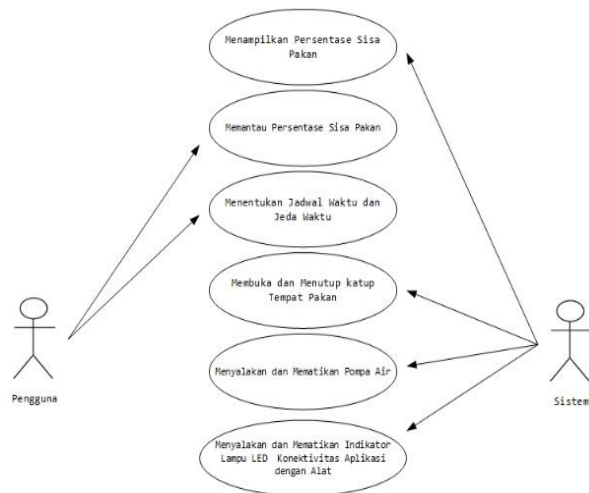 Menampilkan Persentase Sisa
Pakan
Memantau Persentase Sisa Pakan
Menentukan Jadwal Waktu dan
Jeda Waktu
Membuka dan Menutup katup
Tempat Pakan
Menyalakan dan Mematikan Pompa Air
Pengguna
Sistem
Menyalakan dan Mematikan Indikator
Lampu LED Konektivitas Aplikasi
dengan Alat